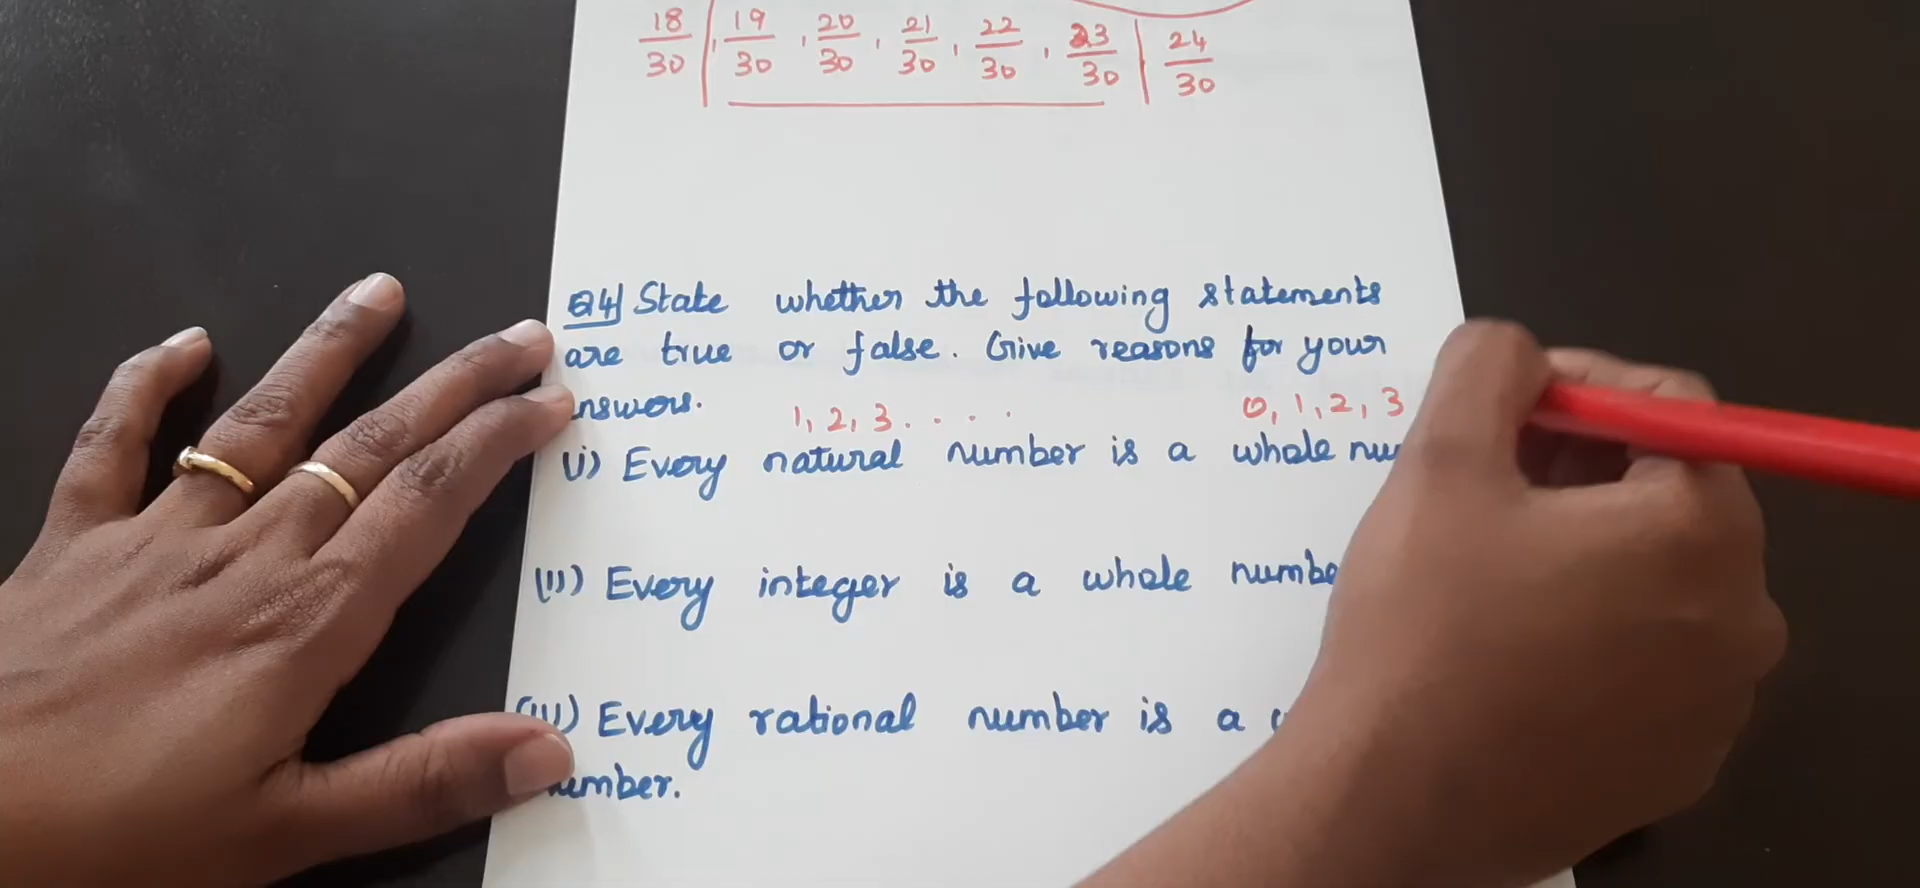 18/30 | , 19/30 , 20/30 , 21/30 , 22/30 , 23/30 | 24/30
Q4) State whether the following statements
are true or false. Give reasons for your
nswers. 1, 2, 3 . . . . 0, 1, 2, 3
(i) Every natural number is a whole nu
(ii) Every integer is a whole numbe
Every rational number is a
umber.